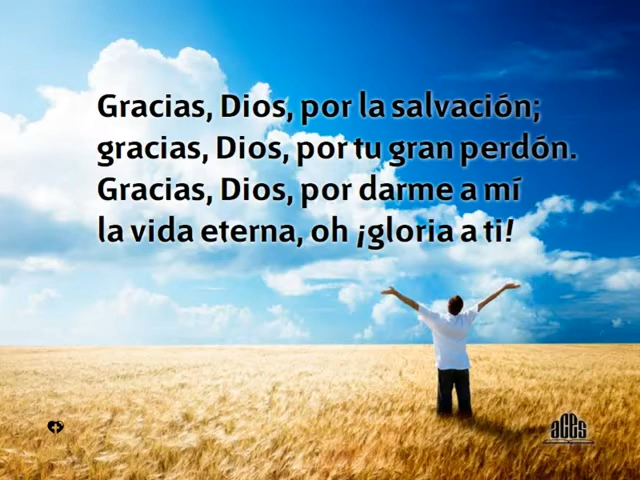 Gracias, Dios, por la salvación;
gracias, Dios, por tu gran perdón.
Gracias, Dios, por darme a mí
la vida eterna, oh ¡gloria a ti!
aces